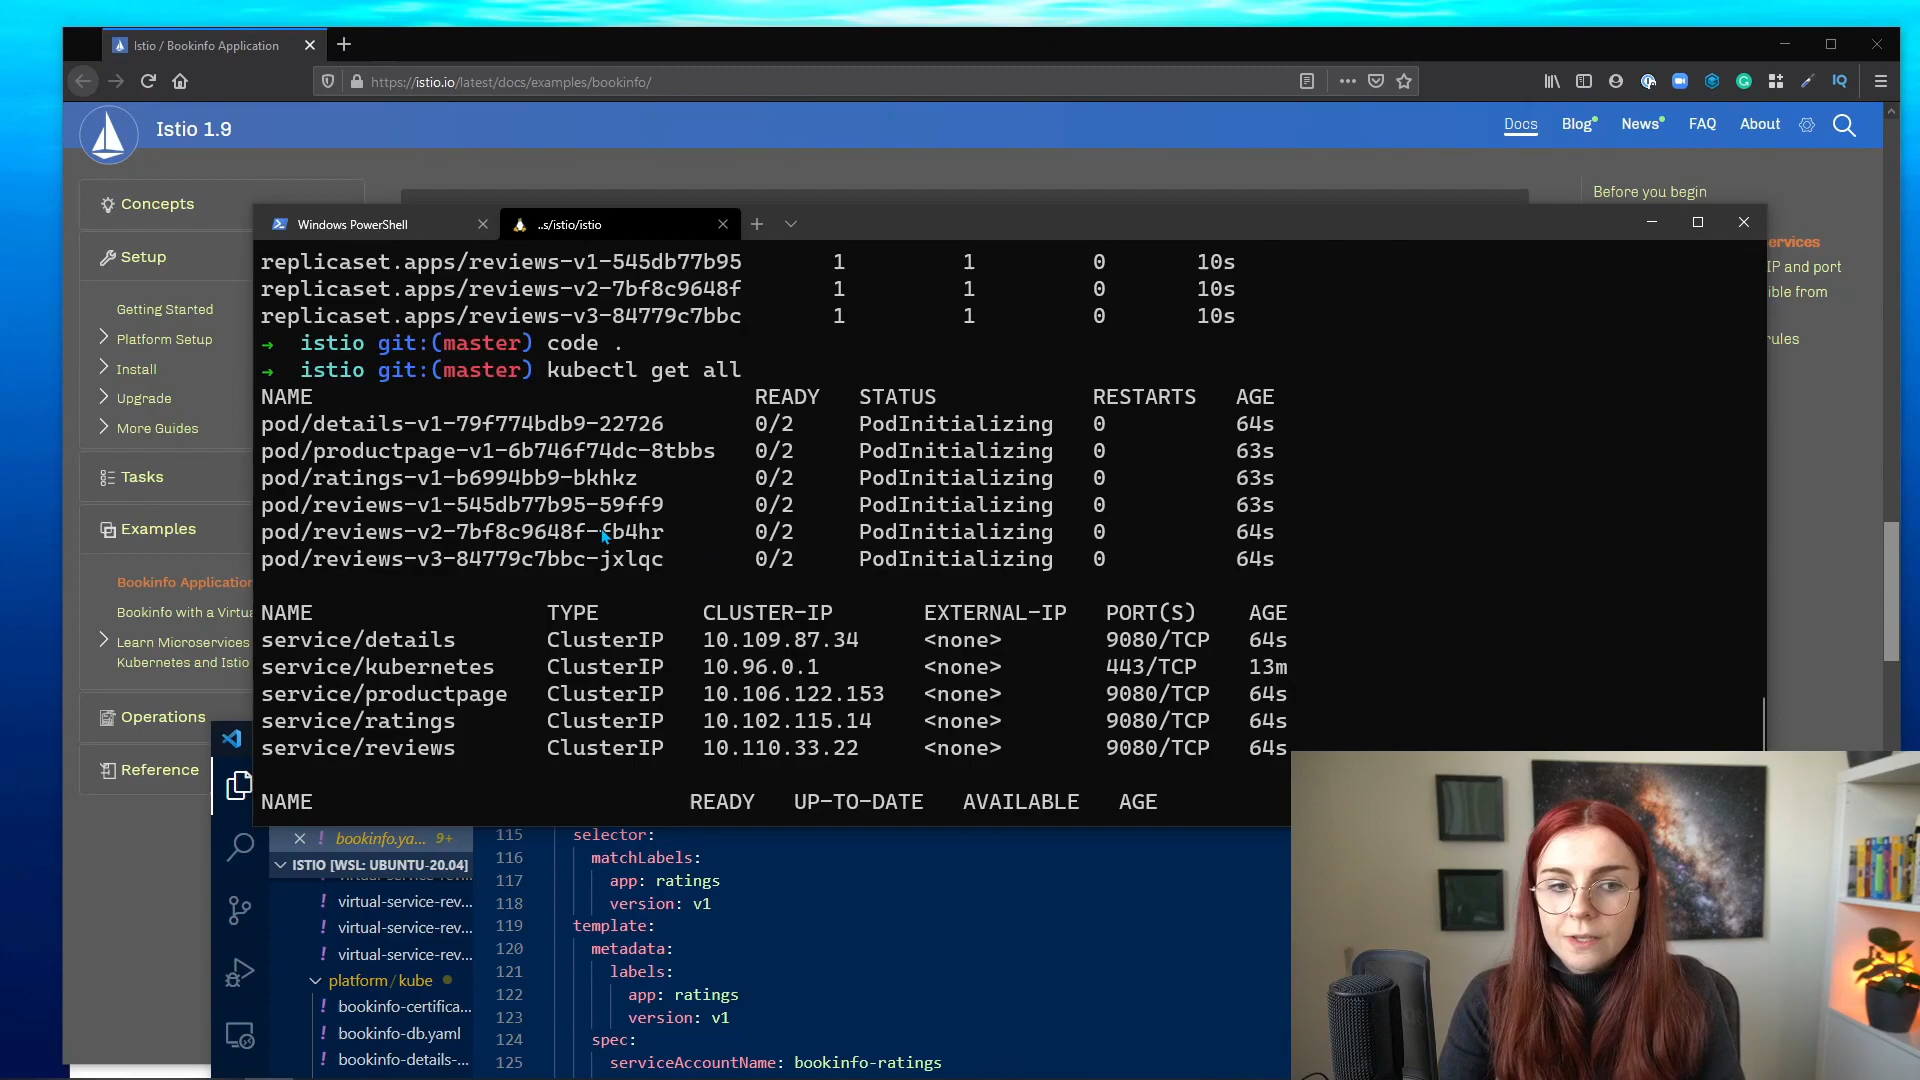 Istio / Bookinfo Application
https://istio.io/latest/docs/examples/bookinfo/
IQ
Istio 1.9
Docs
Blog
News
FAQ
About
Concepts
Setup
Getting Started
Platform Setup
Install
Upgrade
More Guides
Tasks
Examples
Bookinfo Application
Bookinfo with a Virtua
Learn Microservices
Kubernetes and Istio
Operations
Reference
Before you begin
ervices
IP and port
ible from
rules
Windows PowerShell
..s/istio/istio
replicaset.apps/reviews-v1-545db77b95 1 1 0 10s
replicaset.apps/reviews-v2-7bf8c9648f 1 1 0 10s
replicaset.apps/reviews-v3-84779c7bbc 1 1 0 10s
→ istio git:(master) code .
→ istio git:(master) kubectl get all
NAME READY STATUS RESTARTS AGE
pod/details-v1-79f774bdb9-22726 0/2 PodInitializing 0 64s
pod/productpage-v1-6b746f74dc-8tbbs 0/2 PodInitializing 0 63s
pod/ratings-v1-b6994bb9-bkhkz 0/2 PodInitializing 0 63s
pod/reviews-v1-545db77b95-59ff9 0/2 PodInitializing 0 63s
pod/reviews-v2-7bf8c9648f-fb4hr 0/2 PodInitializing 0 64s
pod/reviews-v3-84779c7bbc-jxlqc 0/2 PodInitializing 0 64s
NAME TYPE CLUSTER-IP EXTERNAL-IP PORT(S) AGE
service/details ClusterIP 10.109.87.34 <none> 9080/TCP 64s
service/kubernetes ClusterIP 10.96.0.1 <none> 443/TCP 13m
service/productpage ClusterIP 10.106.122.153 <none> 9080/TCP 64s
service/ratings ClusterIP 10.102.115.14 <none> 9080/TCP 64s
service/reviews ClusterIP 10.110.33.22 <none> 9080/TCP 64s
NAME READY UP-TO-DATE AVAILABLE AGE
! bookinfo.ya... 9+
ISTIO [WSL: UBUNTU-20.04]
! virtual-service-rev...
! virtual-service-rev...
! virtual-service-rev...
platform / kube
! bookinfo-certifica...
! bookinfo-db.yaml
! bookinfo-details-...
115 selector:
116 matchLabels:
117 app: ratings
118 version: v1
119 template:
120 metadata:
121 labels:
122 app: ratings
123 version: v1
124 spec:
125 serviceAccountName: bookinfo-ratings